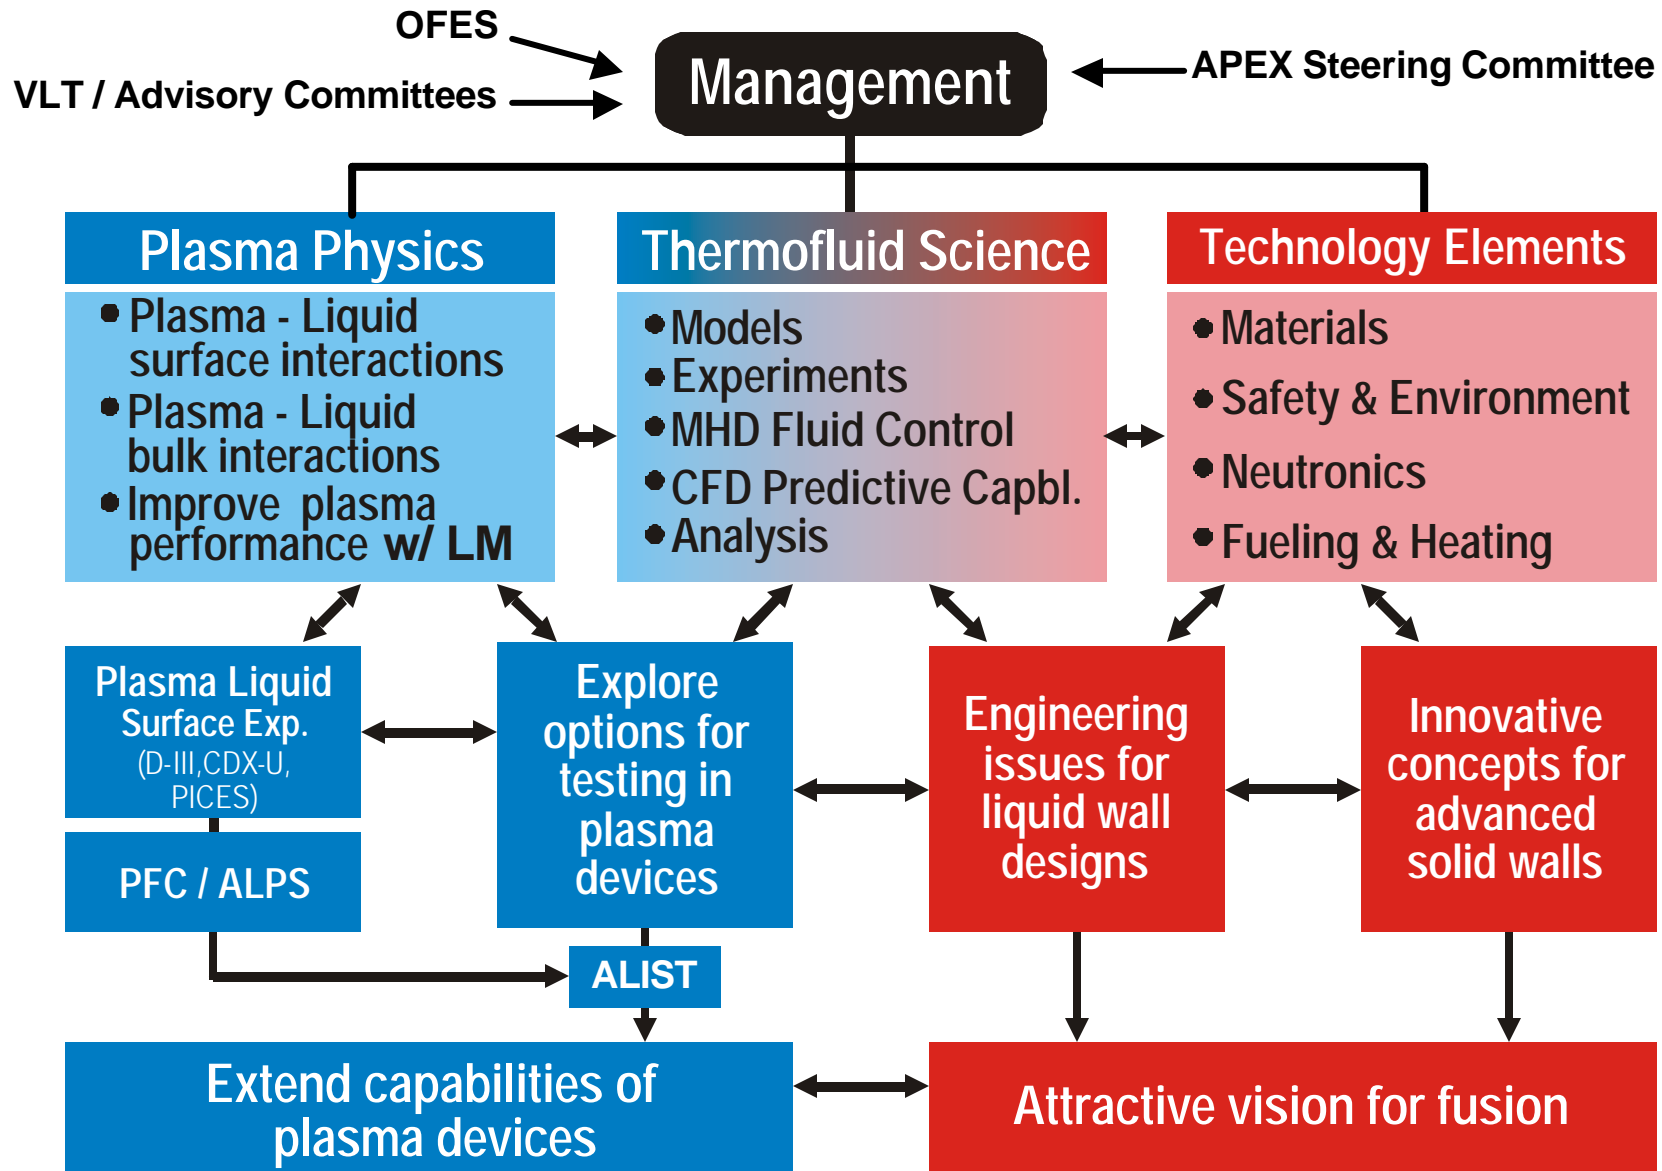 OFES
VLT / Advisory Committees
Management
APEX Steering Committee
Plasma Physics
• Plasma - Liquid
surface interactions
• Plasma - Liquid
bulk interactions
• Improve plasma
performance w/ LM
Thermofluid Science
• Models
• Experiments
• MHD Fluid Control
• CFD Predictive Capbl.
• Analysis
Technology Elements
• Materials
• Safety & Environment
• Neutronics
• Fueling & Heating
Plasma Liquid
Surface Exp.
(D-III,CDX-U,
PICES)
PFC / ALPS
Explore
options for
testing in
plasma
devices
ALIST
Engineering
issues for
liquid wall
designs
Innovative
concepts for
advanced
solid walls
Extend capabilities of
plasma devices
Attractive vision for fusion